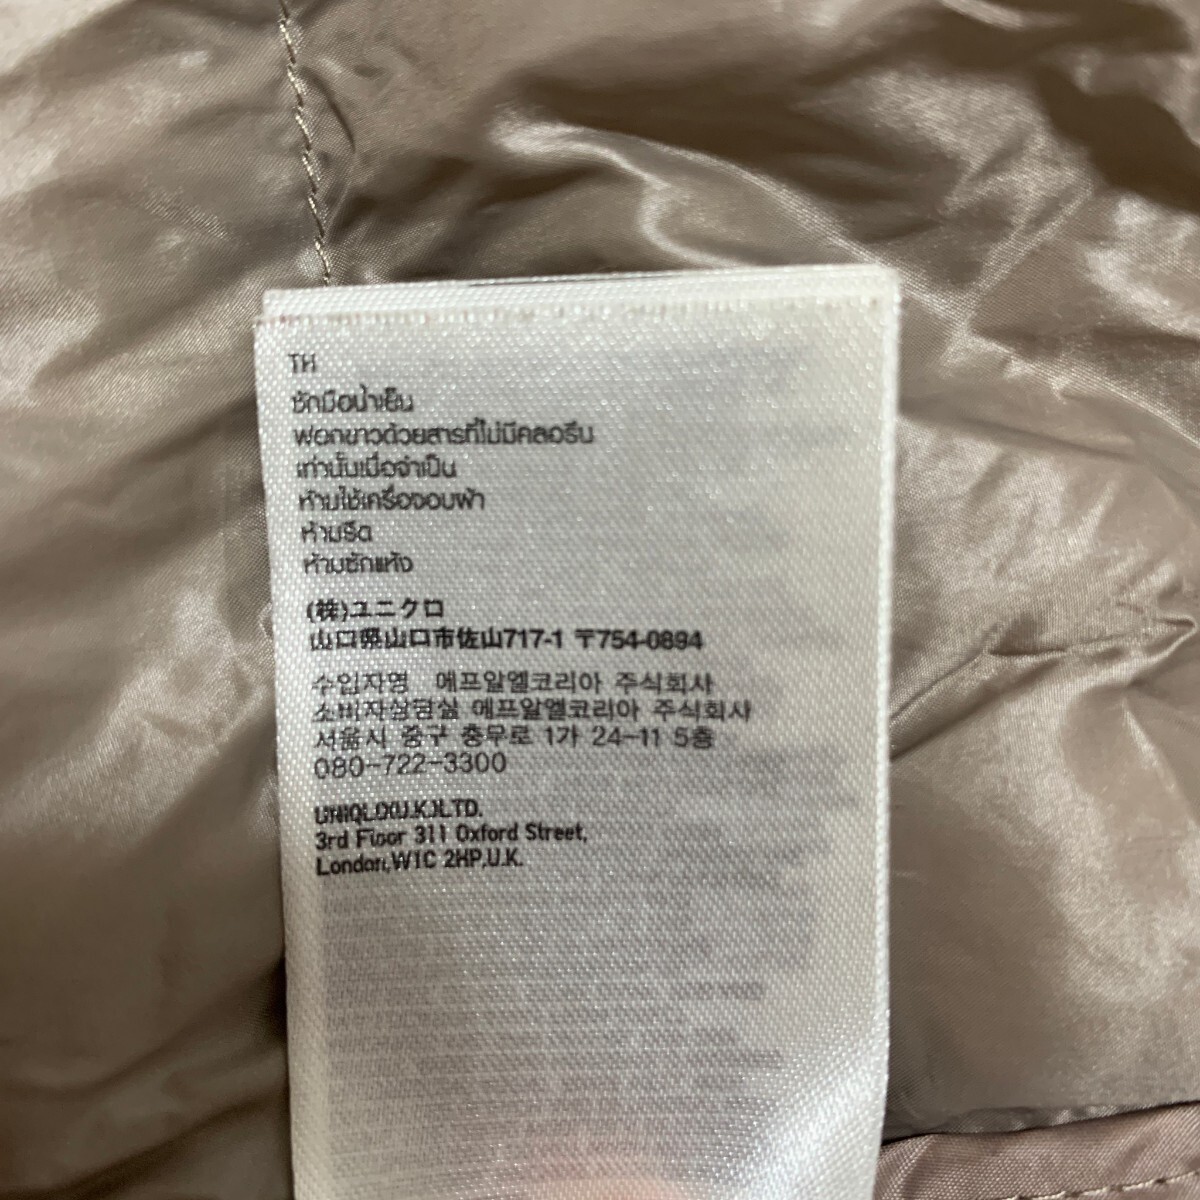 TH
ซักมือน้ำเย็น
ฟอกขาวด้วยสารที่ไม่มีคลอรีน
เท่านั้นเมื่อจำเป็น
ห้ามใช้เครื่องอบผ้า
ห้ามรีด
ห้ามซักแห้ง
(株)ユニクロ
山口県山口市佐山717-1 〒754-0894
수입자명 에프알엘코리아 주식회사
소비자상담실 에프알엘코리아 주식회사
서울시 중구 충무로 1가 24-11 5층
080-722-3300
UNIQLO(U.K.)LTD.
3rd Floor 311 Oxford Street,
London,W1C 2HP,U.K.